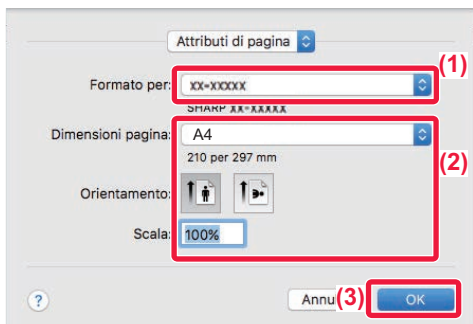 Attributi di pagina
(1)
Formato per: xx-xxxxx
SHARP xx-xxxxx
Dimensioni pagina: A4
210 per 297 mm
(2)
Orientamento:
Scala: 100%
? Annu (3) OK